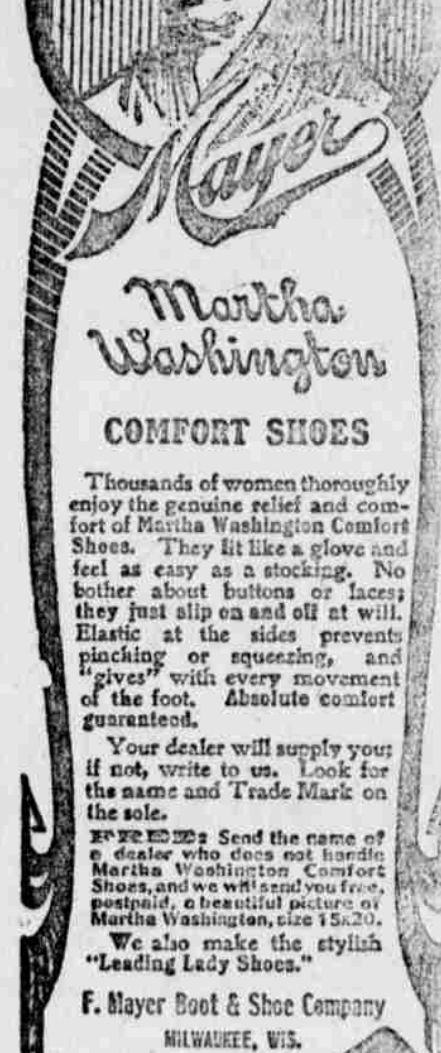 Mayer
Martha
Washington
COMFORT SHOES
Thousands of women thoroughly
enjoy the genuine relief and com-
fort of Martha Washington Comfort
Shoes. They fit like a glove and
feel as easy as a stocking. No
bother about buttons or laces;
they just slip on and off at will.
Elastic at the sides prevents
pinching or squeezing, and
"gives" with every movement
of the foot. Absolute comfort
guaranteed.
Your dealer will supply you;
if not, write to us. Look for
the name and Trade Mark on
the sole.
FREE: Send the name of
a dealer who does not handle
Martha Washington Comfort
Shoes, and we will send you free,
postpaid, a beautiful picture of
Martha Washington, size 15x20.
We also make the stylish
"Leading Lady Shoes."
F. Mayer Boot & Shoe Company
MILWAUKEE, WIS.